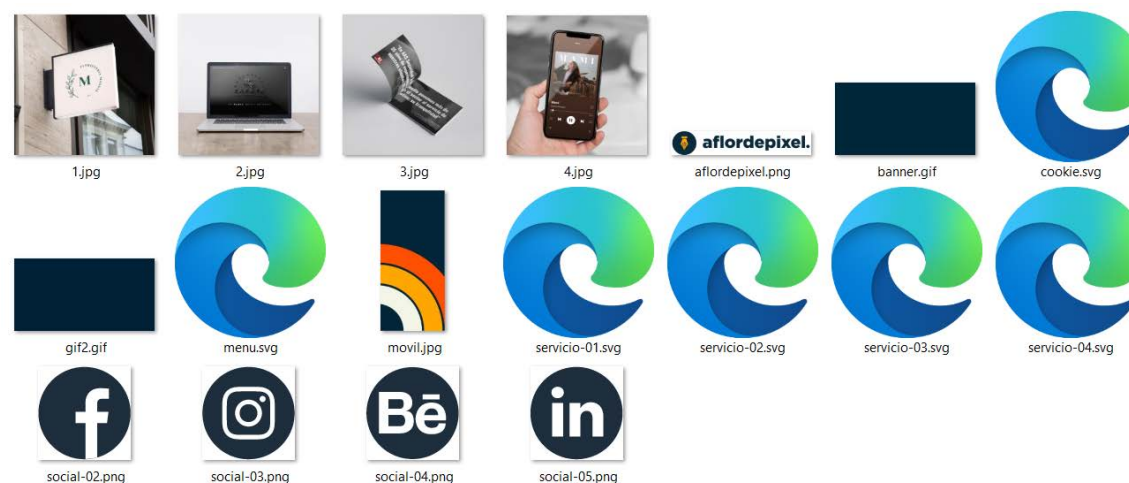 M
MAMI
aflordepixel.
1.jpg
2.jpg
3.jpg
4.jpg
aflordepixel.png
banner.gif
cookie.svg
gif2.gif
menu.svg
movil.jpg
servicio-01.svg
servicio-02.svg
servicio-03.svg
servicio-04.svg
f
Bē
in
social-02.png
social-03.png
social-04.png
social-05.png